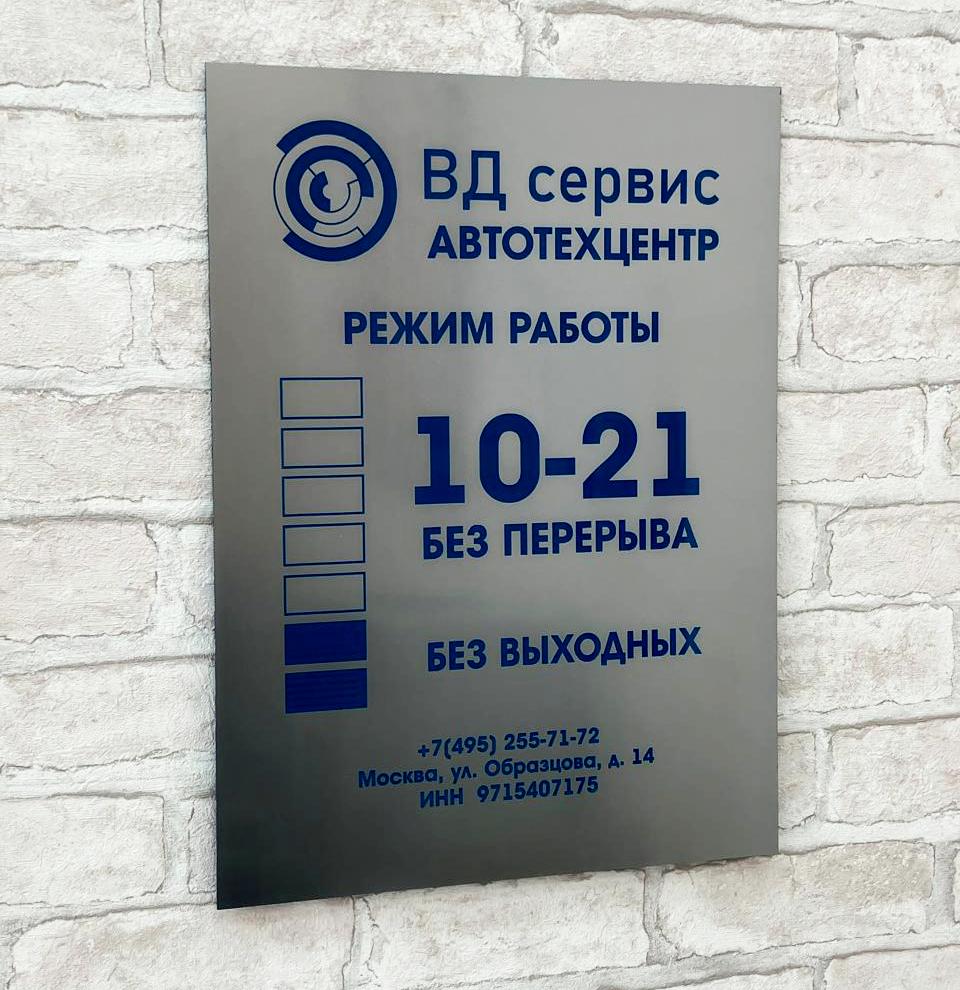 ВД сервис
АВТОТЕХЦЕНТР
РЕЖИМ РАБОТЫ
10-21
БЕЗ ПЕРЕРЫВА
БЕЗ ВЫХОДНЫХ
+7(495) 255-71-72
Москва, ул. Образцова, д. 14
ИНН 9715407175